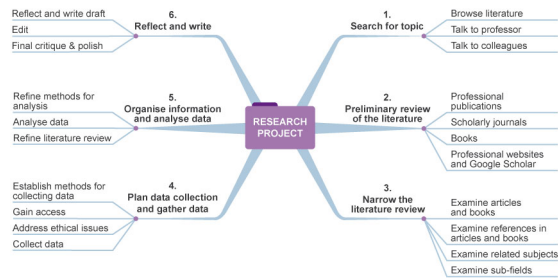 RESEARCH
PROJECT
1.
Search for topic
Browse literature
Talk to professor
Talk to colleagues
2.
Preliminary review
of the literature
Professional
publications
Scholarly journals
Books
Professional websites
and Google Scholar
3.
Narrow the
literature review
Examine articles
and books
Examine references in
articles and books
Examine related subjects
Examine sub-fields
4.
Plan data collection
and gather data
Establish methods for
collecting data
Gain access
Address ethical issues
Collect data
5.
Organise information
and analyse data
Refine methods for
analysis
Analyse data
Refine literature review
6.
Reflect and write
Reflect and write draft
Edit
Final critique & polish